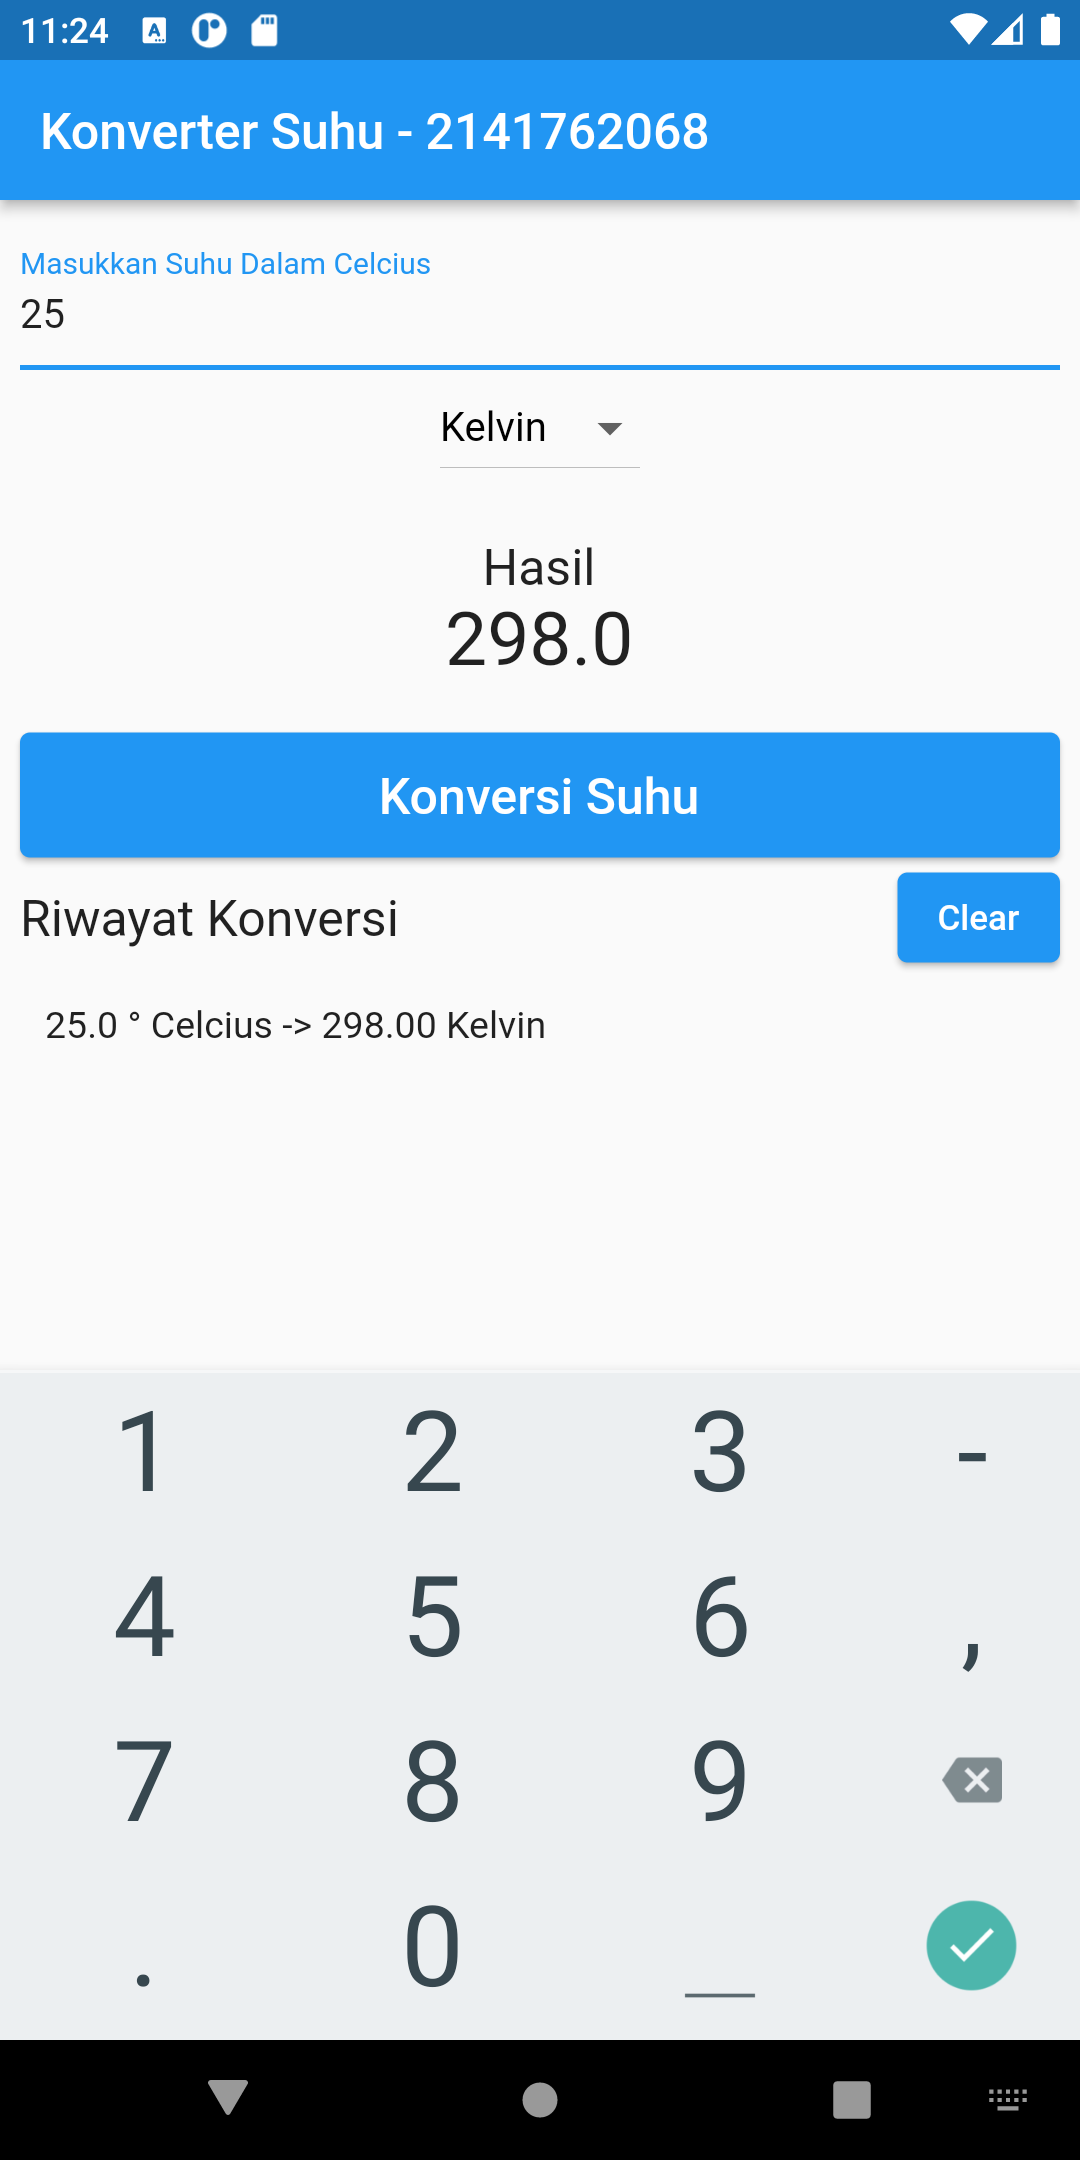 11:24
Konverter Suhu - 2141762068
Masukkan Suhu Dalam Celcius
25
Kelvin
Hasil
298.0
Konversi Suhu
Riwayat Konversi
Clear
25.0 ° Celcius -> 298.00 Kelvin
1 2 3 -
4 5 6 ,
7 8 9
. 0 _